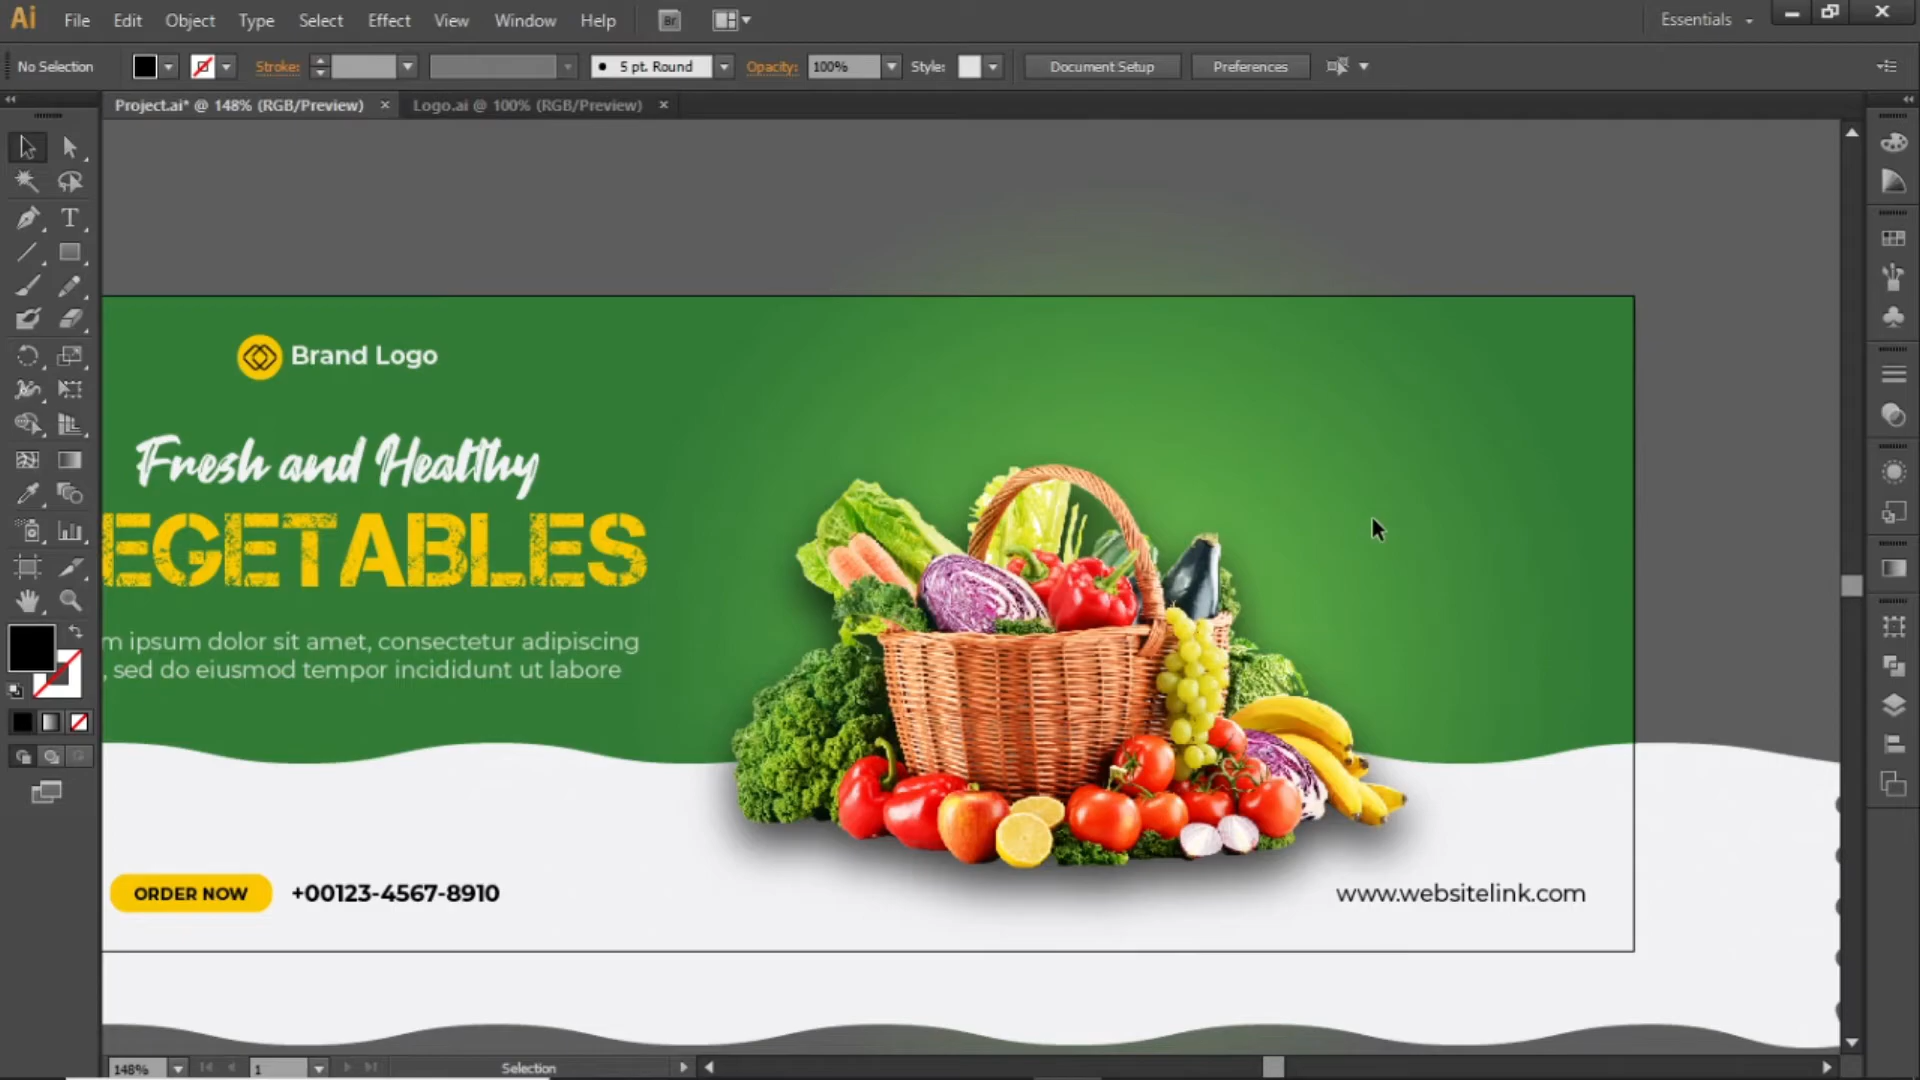 Ai File Edit Object Type Select Effect View Window Help Br Essentials
No Selection Stroke: 5 pt. Round Opacity: 100% Style: Document Setup Preferences
Project.ai* @ 148% (RGB/Preview) Logo.ai @ 100% (RGB/Preview)
Brand Logo
Fresh and Healthy
EGETABLES
m ipsum dolor sit amet, consectetur adipiscing
, sed do eiusmod tempor incididunt ut labore
ORDER NOW +00123-4567-8910 www.websitelink.com
148% 1 Selection